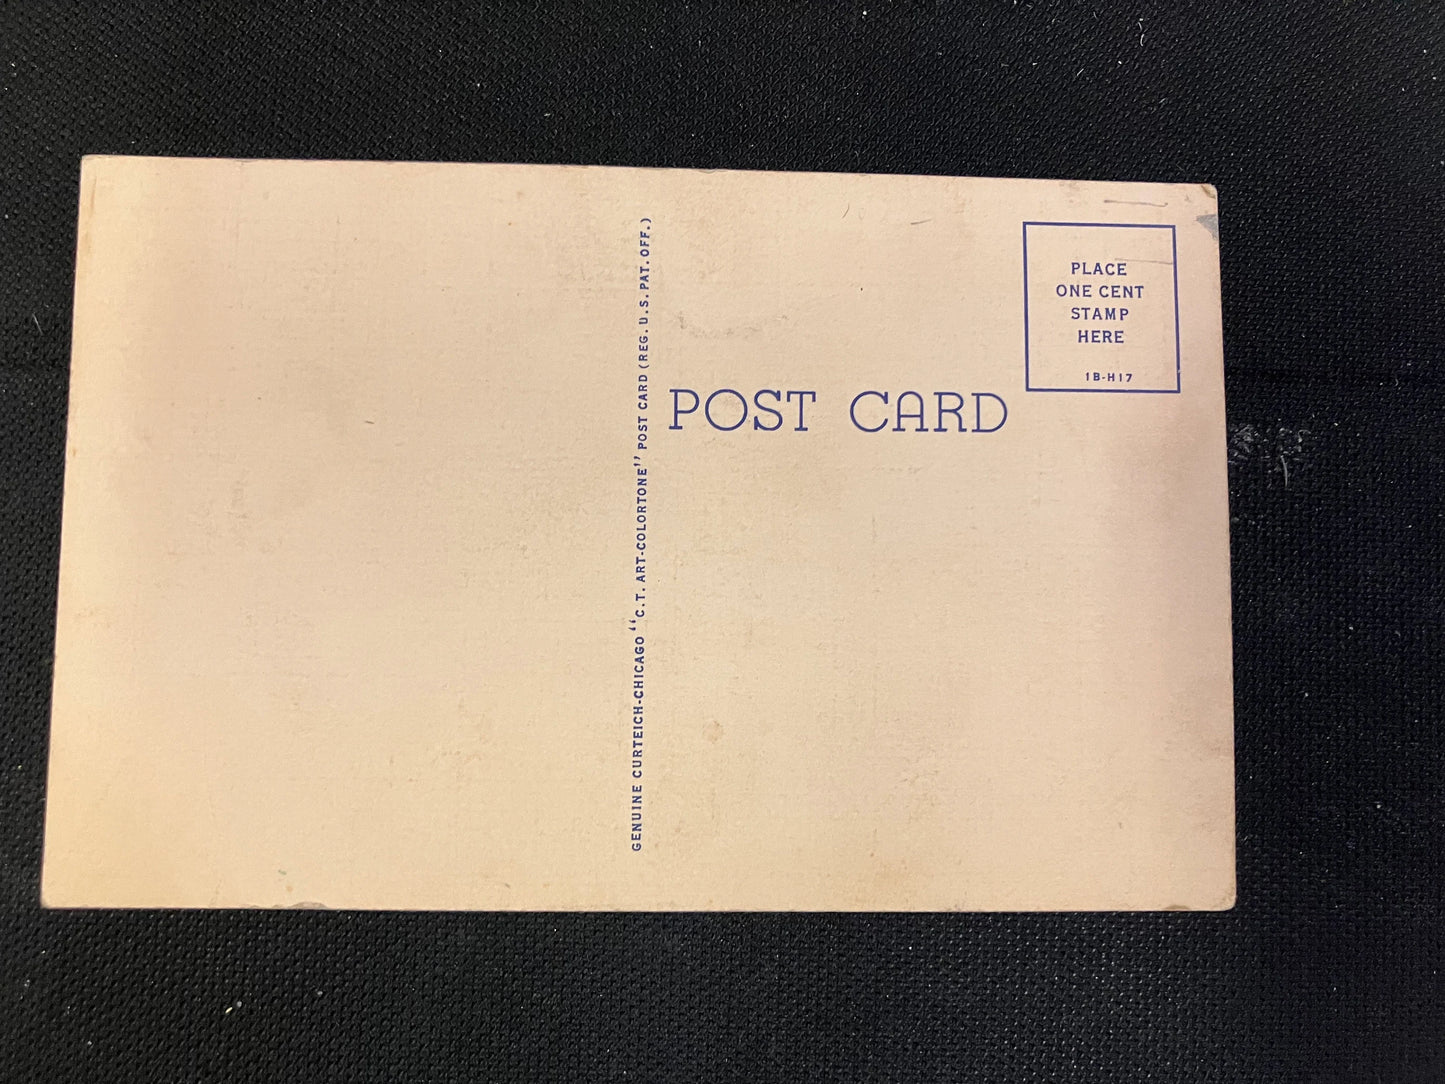 GENUINE CURTEICH-CHICAGO "C.T. ART-COLORTONE" POST CARD (REG. U.S. PAT. OFF.)
POST CARD
PLACE
ONE CENT
STAMP
HERE
1B-H17